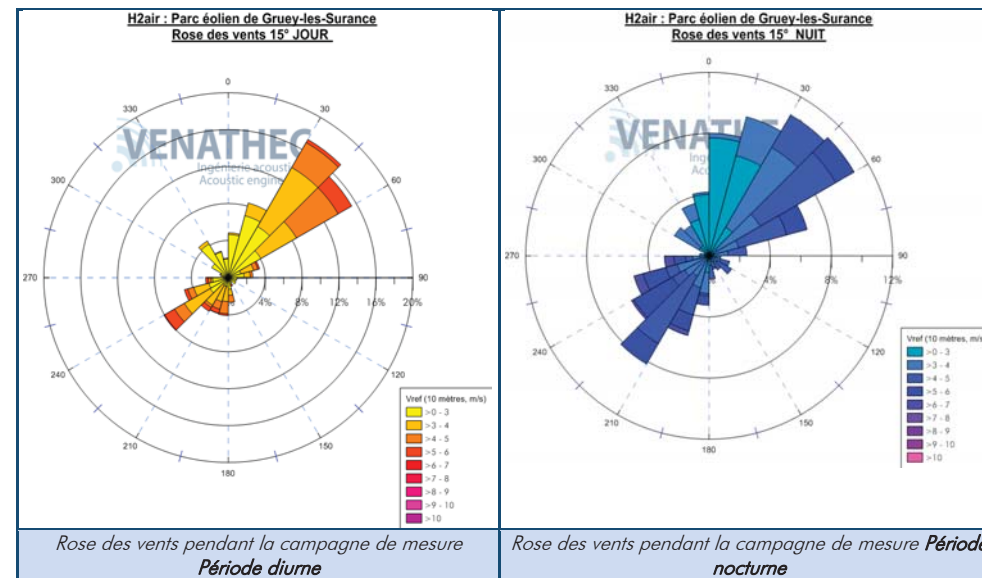 H2air : Parc éolien de Gruey-les-Surance
Rose des vents 15° JOUR
0
30
60
90
120
150
180
210
240
270
300
330
4%
8%
12%
16%
20%
VENATHEC
Ingénierie acousti
Acoustic engine
Vref (10 mètres, m/s)
>0 - 3
>3 - 4
>4 - 5
>5 - 6
>6 - 7
>7 - 8
>8 - 9
>9 - 10
>10
Rose des vents pendant la campagne de mesure
Période diurne
H2air : Parc éolien de Gruey-les-Surance
Rose des vents 15° NUIT
0
30
60
90
120
150
180
210
240
270
300
330
4%
8%
12%
VENA
Ing
Aco
Vref (10 mètres, m/s
>0 - 3
>3 - 4
>4 - 5
>5 - 6
>6 - 7
>7 - 8
>8 - 9
>9 - 10
>10
Rose des vents pendant la campagne de mesure Période
nocturne